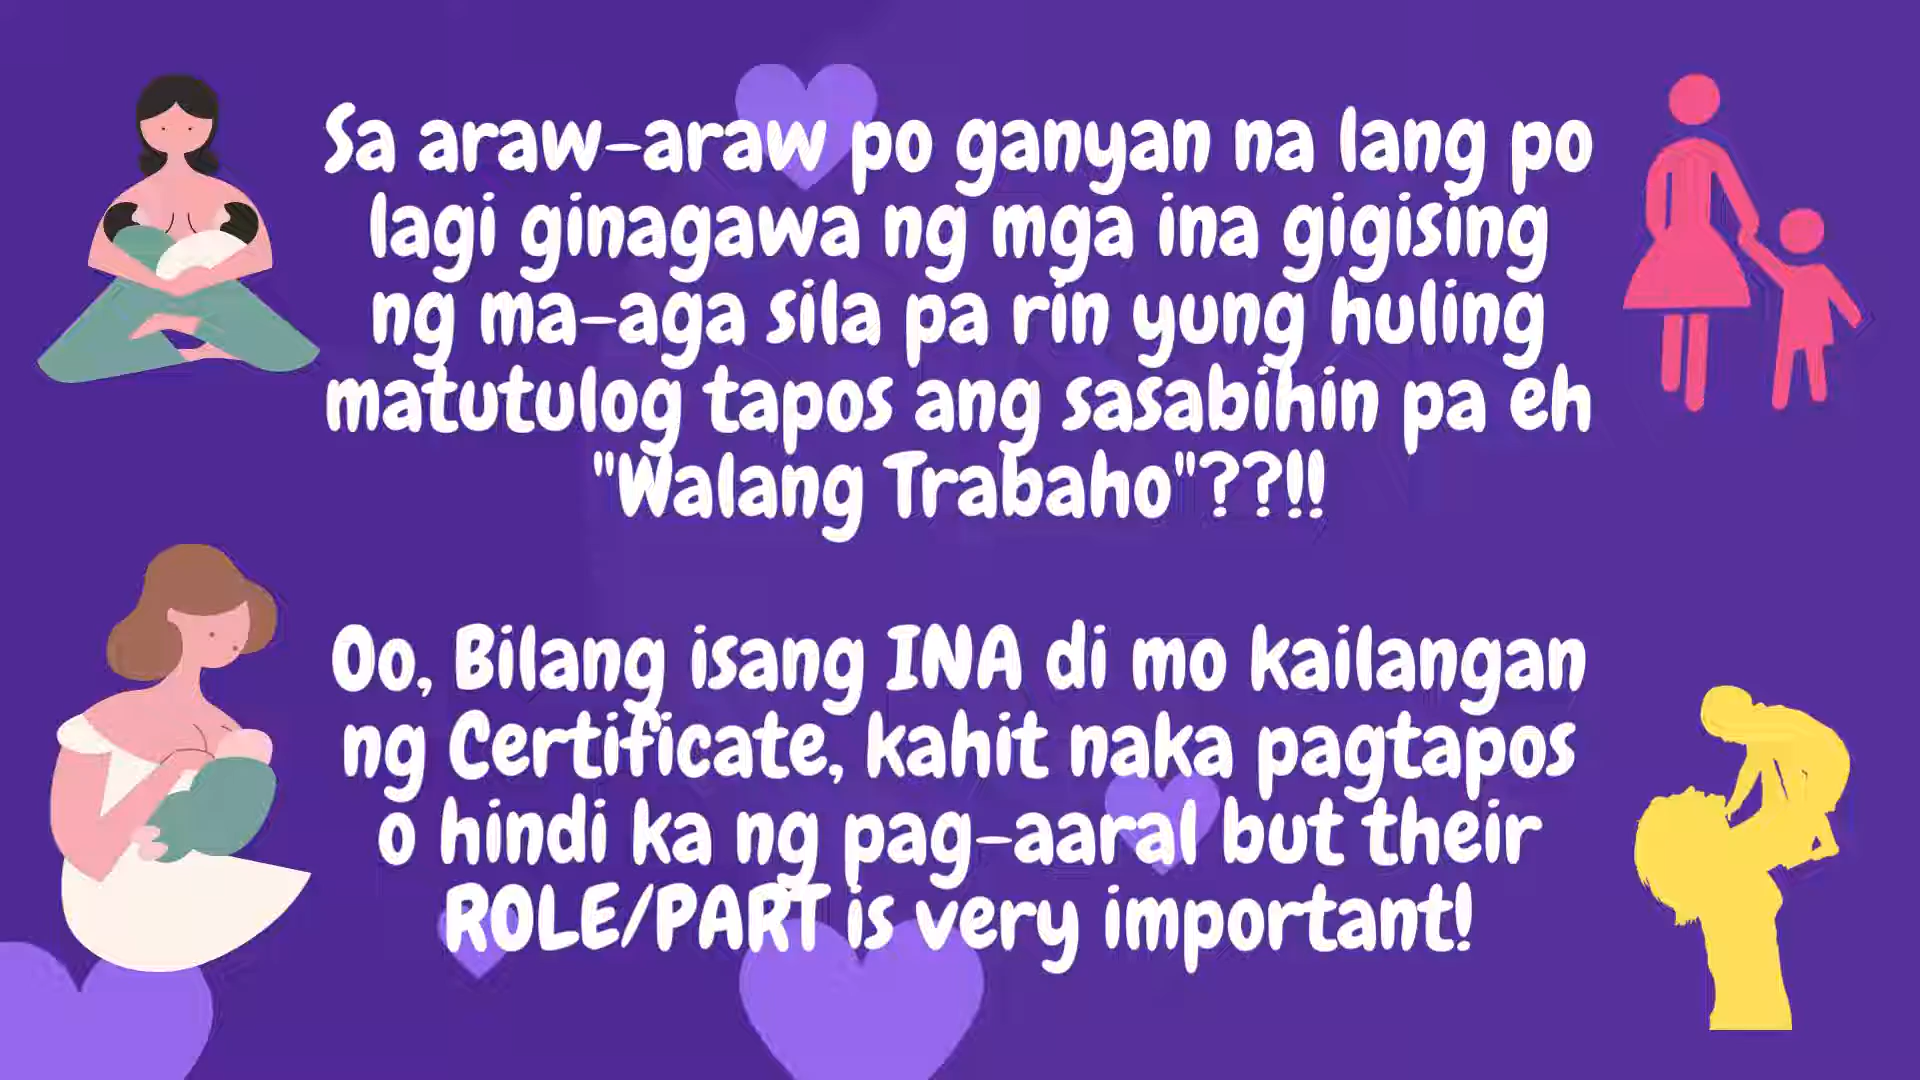 Sa araw-araw po ganyan na lang po
lagi ginagawa ng mga ina gigising
ng ma-aga sila pa rin yung huling
matutulog tapos ang sasabihin pa eh
"Walang Trabaho"??!!
Oo, Bilang isang INA di mo kailangan
ng Certificate, kahit naka pagtapos
o hindi ka ng pag-aaral but their
ROLE/PART is very important!